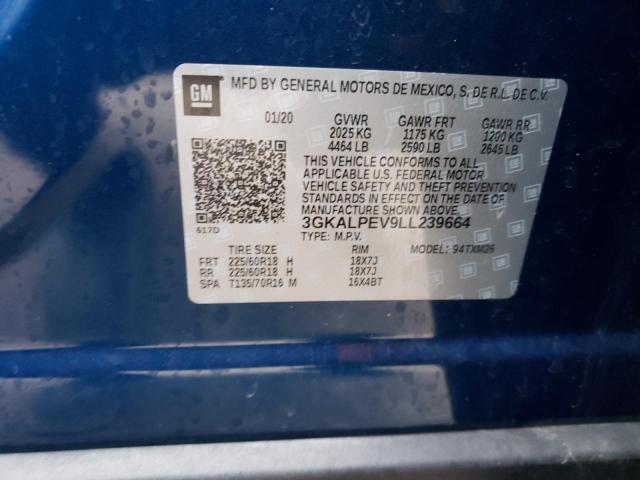 GM MFD BY GENERAL MOTORS DE MEXICO, S. DE R.L. DE C.V.
01/20 GVWR GAWR FRT GAWR RR
2025 KG 1175 KG 1200 KG
4464 LB 2590 LB 2645 LB
THIS VEHICLE CONFORMS TO ALL
APPLICABLE U.S. FEDERAL MOTOR
VEHICLE SAFETY AND THEFT PREVENTION
STANDARDS IN EFFECT ON THE DATE OF
MANUFACTURE SHOWN ABOVE.
617D 3GKALPEV9LL239664
TYPE: M.P.V. MODEL: 94TXM26
TIRE SIZE RIM
FRT 225/60R18 H 18X7J
RR 225/60R18 H 18X7J
SPA T135/70R16 M 16X4BT